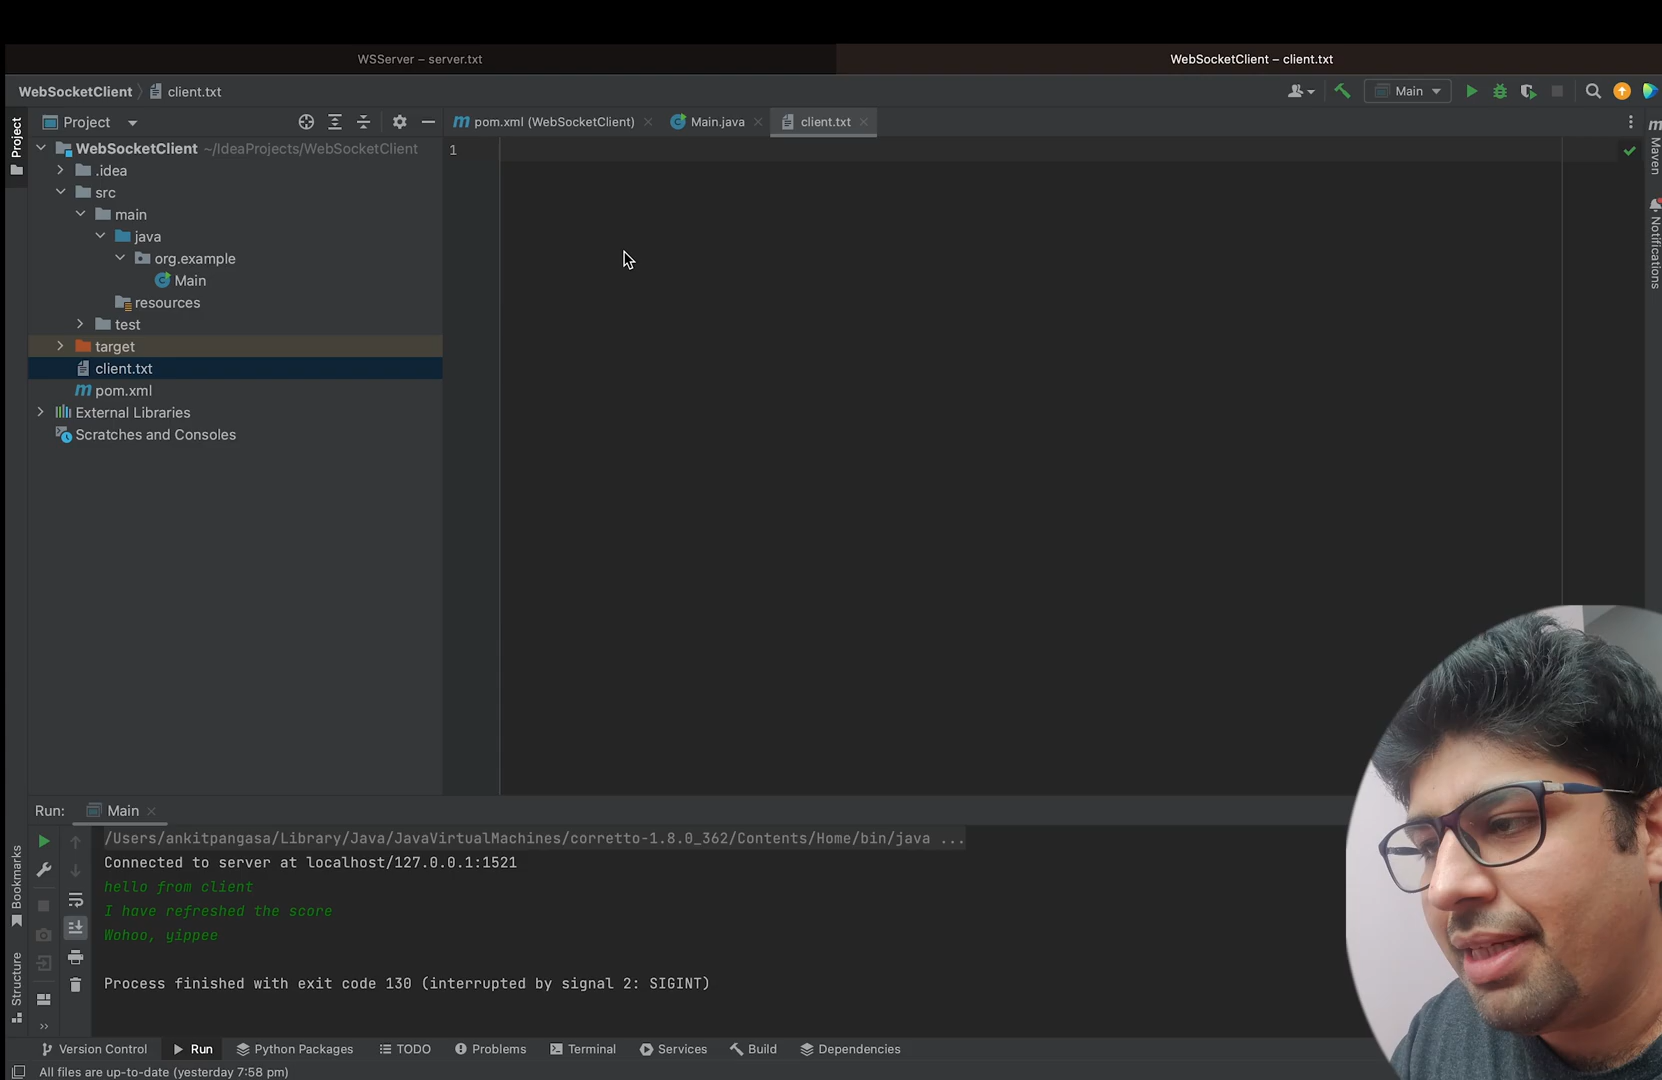 WSServer – server.txt
WebSocketClient – client.txt
WebSocketClient client.txt
Main
Project
Project
pom.xml (WebSocketClient)
Main.java
client.txt
Maven
Notifications
WebSocketClient ~/IdeaProjects/WebSocketClient
.idea
src
main
java
org.example
Main
resources
test
target
client.txt
pom.xml
External Libraries
Scratches and Consoles
1
Run: Main
/Users/ankitpangasa/Library/Java/JavaVirtualMachines/corretto-1.8.0_362/Contents/Home/bin/java ...
Connected to server at localhost/127.0.0.1:1521
hello from client
I have refreshed the score
Wohoo, yippee
Process finished with exit code 130 (interrupted by signal 2: SIGINT)
Bookmarks
Structure
Version Control Run Python Packages TODO Problems Terminal Services Build Dependencies
All files are up-to-date (yesterday 7:58 pm)